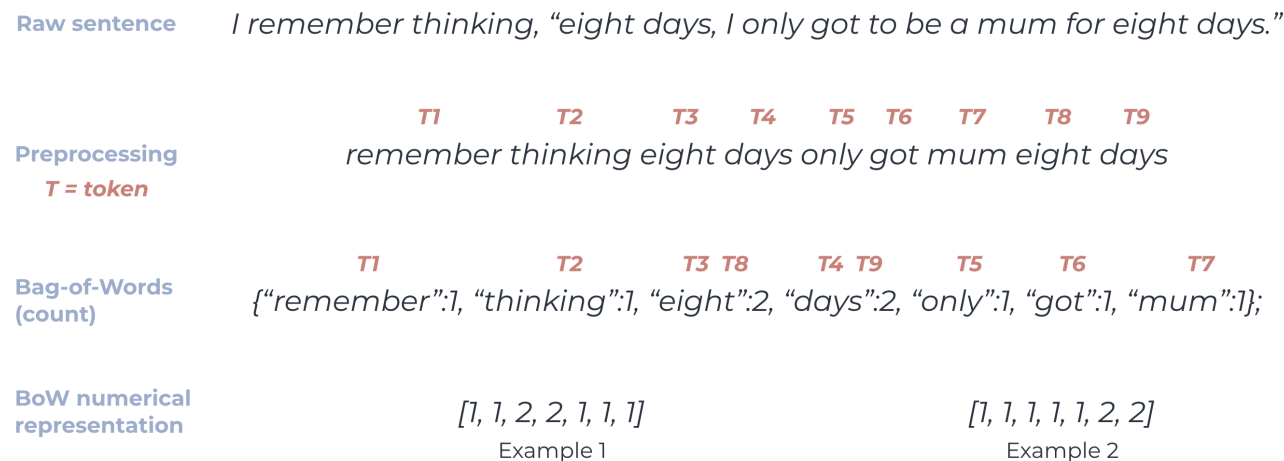 Raw sentence I remember thinking, “eight days, I only got to be a mum for eight days.”
T1 T2 T3 T4 T5 T6 T7 T8 T9
Preprocessing remember thinking eight days only got mum eight days
T = token
T1 T2 T3 T8 T4 T9 T5 T6 T7
Bag-of-Words
(count)
{“remember”:1, “thinking”:1, “eight”:2, “days”:2, “only”:1, “got”:1, “mum”:1};
BoW numerical
representation
[1, 1, 2, 2, 1, 1, 1] [1, 1, 1, 1, 1, 2, 2]
Example 1 Example 2